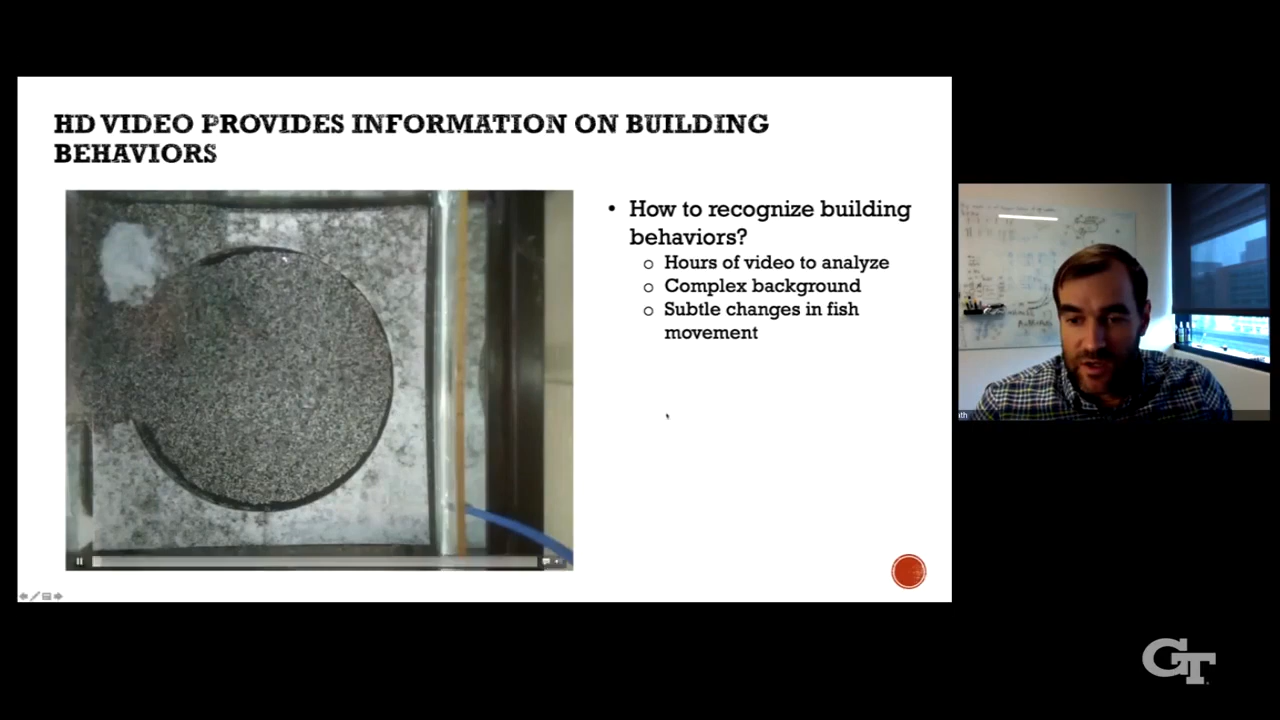 HD VIDEO PROVIDES INFORMATION ON BUILDING
BEHAVIORS
• How to recognize building
behaviors?
o Hours of video to analyze
o Complex background
o Subtle changes in fish
movement
ath
GT